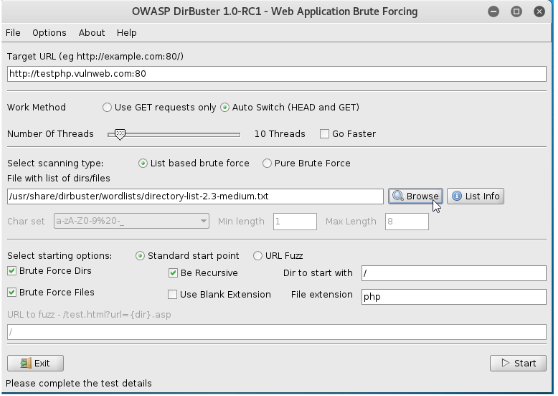 OWASP DirBuster 1.0-RC1 - Web Application Brute Forcing
File Options About Help
Target URL (eg http://example.com:80/)
http://testphp.vulnweb.com:80
Work Method Use GET requests only Auto Switch (HEAD and GET)
Number Of Threads 10 Threads Go Faster
Select scanning type: List based brute force Pure Brute Force
File with list of dirs/files
/usr/share/dirbuster/wordlists/directory-list-2.3-medium.txt Browse List Info
Char set a-zA-Z0-9%20-_ Min length 1 Max Length 8
Select starting options: Standard start point URL Fuzz
Brute Force Dirs Be Recursive Dir to start with /
Brute Force Files Use Blank Extension File extension php
URL to fuzz - /test.html?url={dir}.asp
/
Exit Start
Please complete the test details